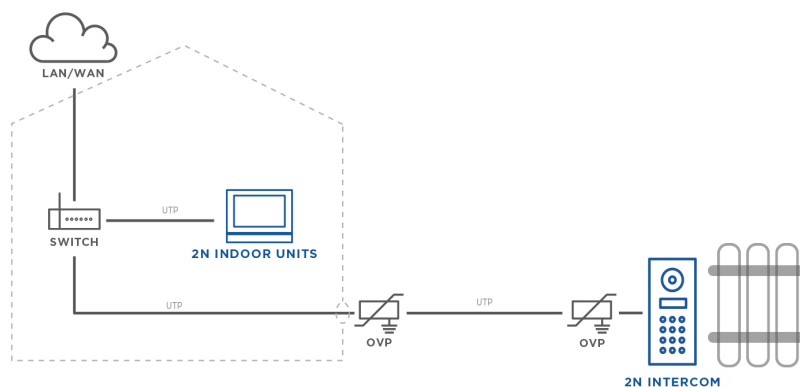 LAN/WAN
UTP
SWITCH
2N INDOOR UNITS
UTP
UTP
OVP
OVP
2N INTERCOM